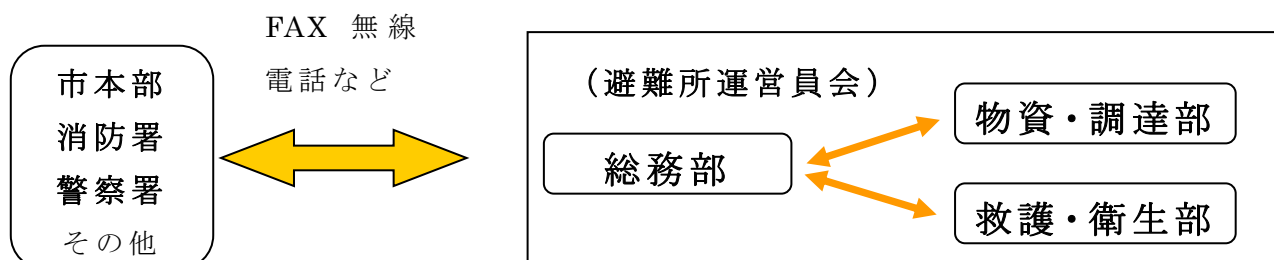 FAX 無線
電話など
市本部
消防署
警察署
その他
（避難所運営員会）
総務部
物資・調達部
救護・衛生部